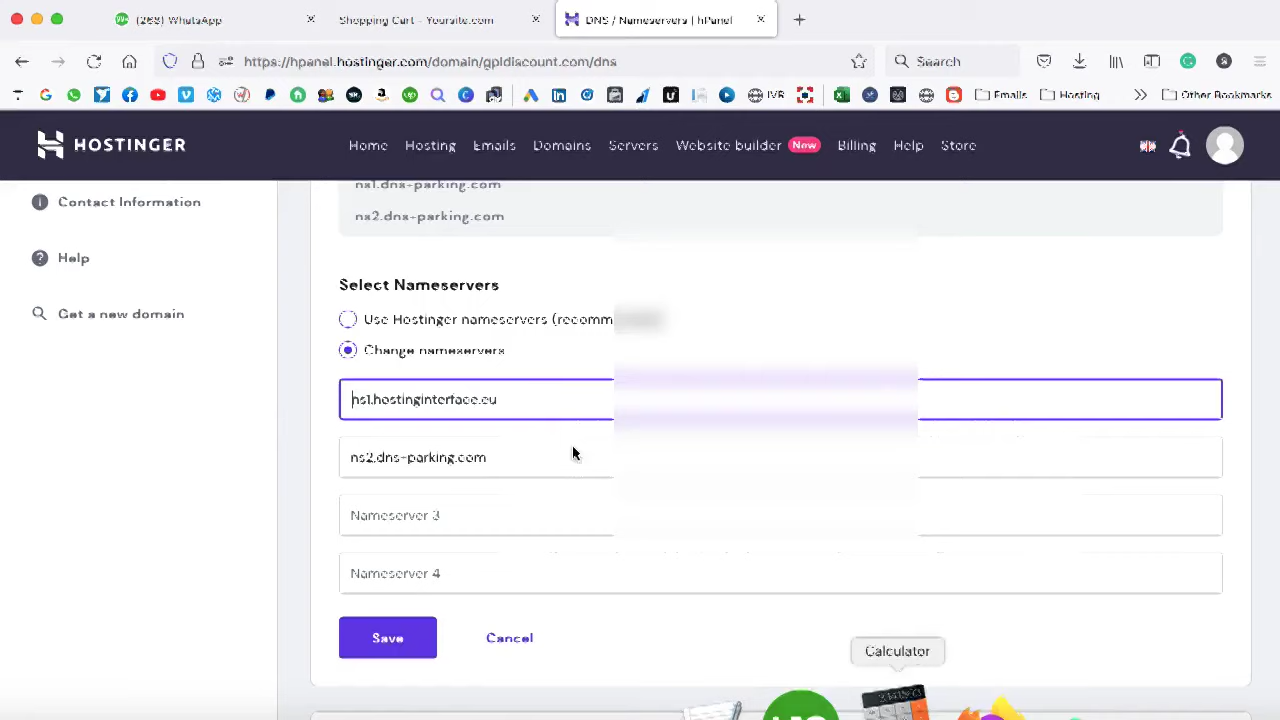 (268) WhatsApp
Shopping Cart - Yoursite.com
DNS / Nameservers | hPanel
https://hpanel.hostinger.com/domain/gpldiscount.com/dns
Search
IVR
Emails
Hosting
Other Bookmarks
HOSTINGER
Home
Hosting
Emails
Domains
Servers
Website builder
New
Billing
Help
Store
Contact Information
Help
Get a new domain
ns1.dns-parking.com
ns2.dns-parking.com
Select Nameservers
Use Hostinger nameservers (recomm
Change nameservers
ns1.hostinginterface.eu
ns2.dns-parking.com
Nameserver 3
Nameserver 4
Save
Cancel
Calculator